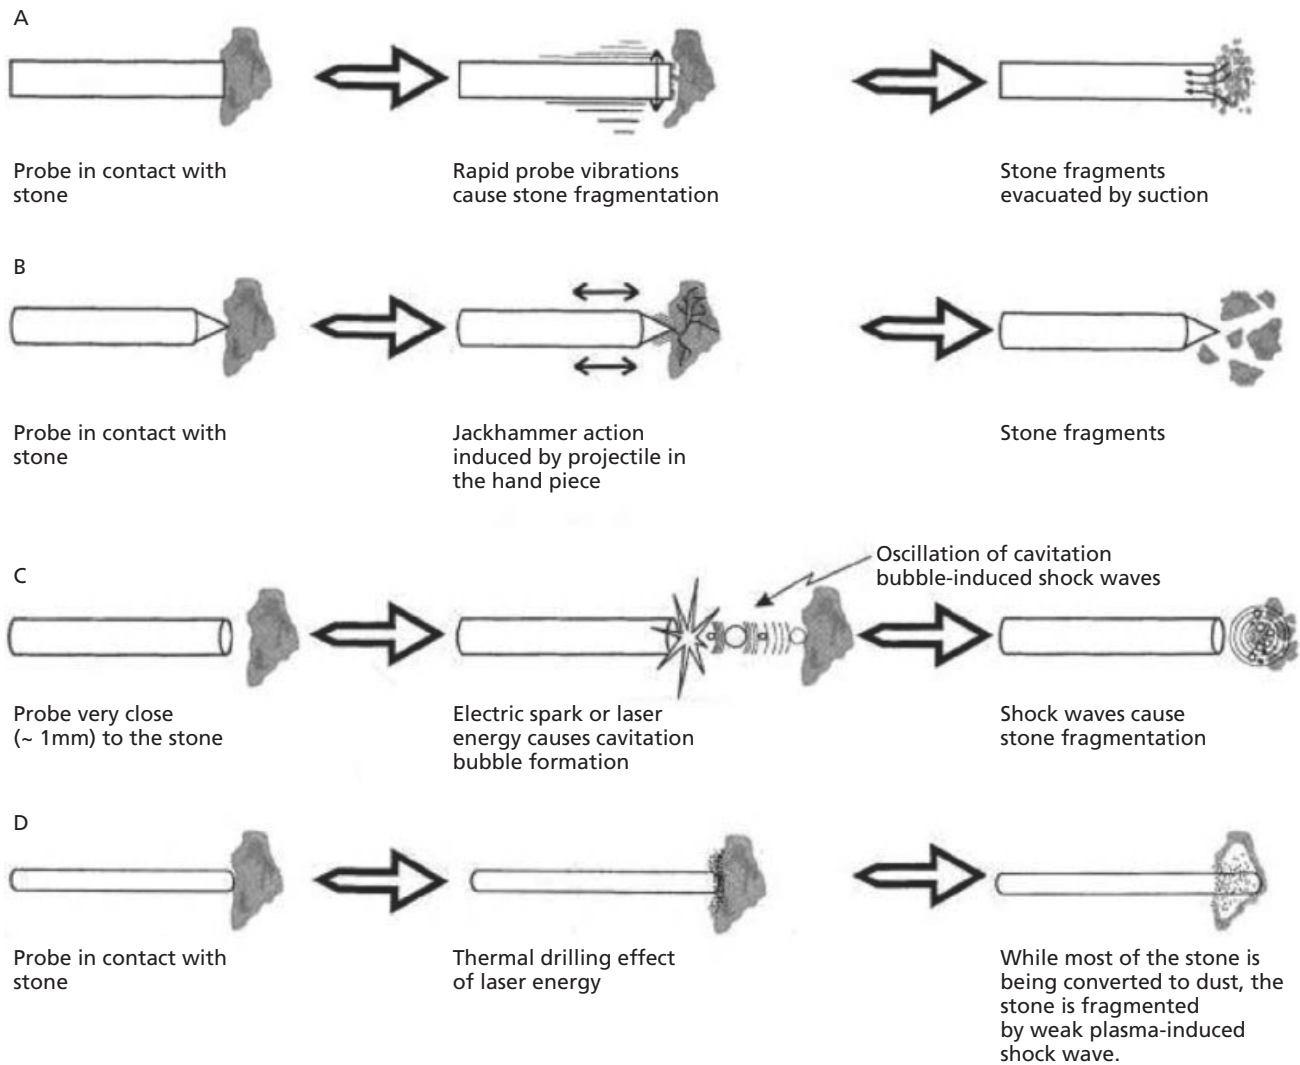 A
Probe in contact with
stone
Rapid probe vibrations
cause stone fragmentation
Stone fragments
evacuated by suction
B
Probe in contact with
stone
Jackhammer action
induced by projectile in
the hand piece
Stone fragments
C
Oscillation of cavitation
bubble-induced shock waves
Probe very close
(~ 1mm) to the stone
Electric spark or laser
energy causes cavitation
bubble formation
Shock waves cause
stone fragmentation
D
Probe in contact with
stone
Thermal drilling effect
of laser energy
While most of the stone is
being converted to dust, the
stone is fragmented
by weak plasma-induced
shock wave.